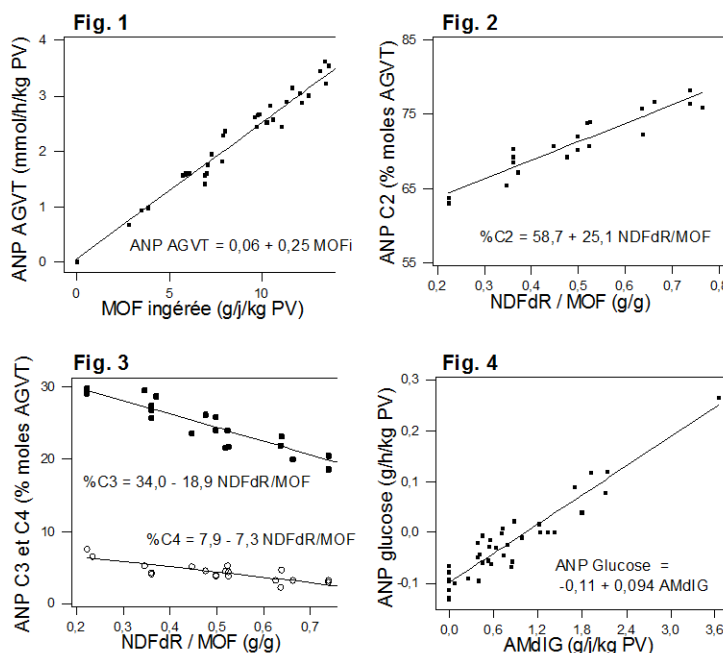 Fig. 1
ANP AGVT (mmol/h/kg PV)
4
3
2
1
0
ANP AGVT = 0,06 + 0,25 MOFi
0
5
10
MOF ingérée (g/j/kg PV)
Fig. 2
ANP C2 (% moles AGVT)
85
75
65
55
%C2 = 58,7 + 25,1 NDFdR/MOF
0,2
0,3
0,4
0,5
0,6
0,7
0,8
NDFdR / MOF (g/g)
Fig. 3
ANP C3 et C4 (% moles AGVT)
30
20
10
0
%C3 = 34,0 - 18,9 NDFdR/MOF
%C4 = 7,9 - 7,3 NDFdR/MOF
0,2
0,3
0,4
0,5
0,6
0,7
NDFdR / MOF (g/g)
Fig. 4
ANP glucose (g/h/kg PV)
0,3
0,2
0,1
0,0
-0,1
ANP Glucose =
-0,11 + 0,094 AMdIG
0,0
0,6
1,2
1,8
2,4
3,0
3,6
AMdIG (g/j/kg PV)